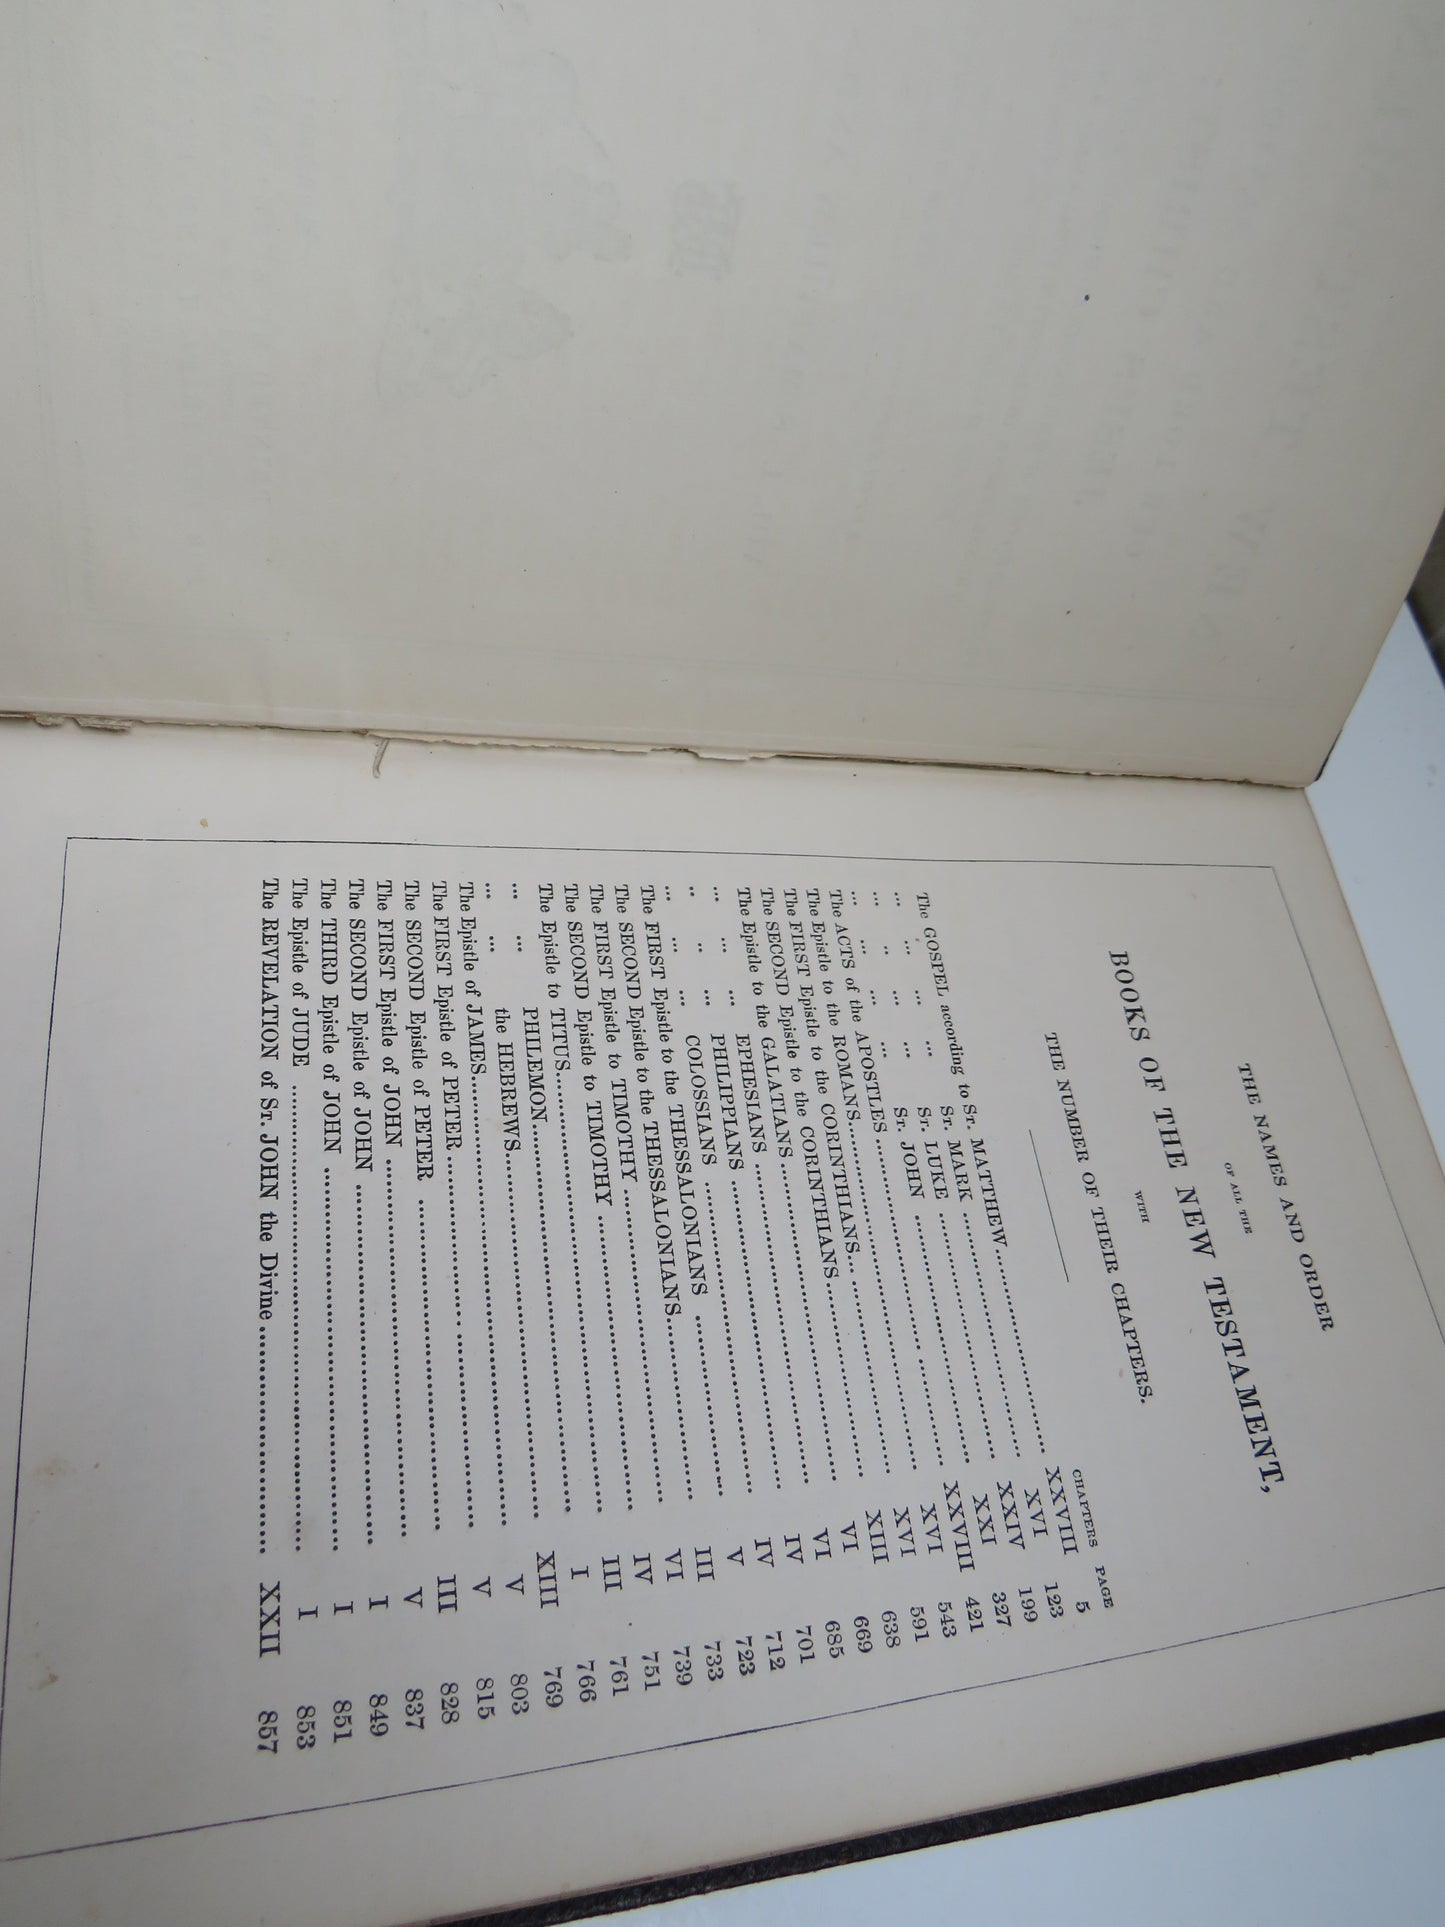 THE NAMES AND ORDER
OF ALL THE
BOOKS OF THE NEW TESTAMENT,
WITH
THE NUMBER OF THEIR CHAPTERS.
CHAPTERS PAGE
The GOSPEL according to St. MATTHEW ........ XXVIII 5
... ... ... ... St. MARK ........ XVI 123
... ... ... ... St. LUKE ........ XXIV 199
... ... ... ... St. JOHN ........ XXI 327
The ACTS of the APOSTLES ........ XXVIII 421
The Epistle to the ROMANS ........ XVI 543
The FIRST Epistle to the CORINTHIANS ........ XVI 591
The SECOND Epistle to the CORINTHIANS ........ XIII 638
The Epistle to the GALATIANS ........ VI 669
... ... ... EPHESIANS ........ VI 685
... ... ... PHILIPPIANS ........ IV 701
... ... ... COLOSSIANS ........ IV 712
The FIRST Epistle to the THESSALONIANS ........ V 723
The SECOND Epistle to the THESSALONIANS ........ III 733
The FIRST Epistle to TIMOTHY ........ VI 739
The SECOND Epistle to TIMOTHY ........ IV 751
The Epistle to TITUS ........ III 761
... ... PHILEMON ........ I 766
... ... the HEBREWS ........ XIII 769
The Epistle of JAMES ........ V 803
The FIRST Epistle of PETER ........ V 815
The SECOND Epistle of PETER ........ III 828
The FIRST Epistle of JOHN ........ V 837
The SECOND Epistle of JOHN ........ I 849
The THIRD Epistle of JOHN ........ I 851
The Epistle of JUDE ........ I 853
The REVELATION of St. JOHN the Divine ........ XXII 857